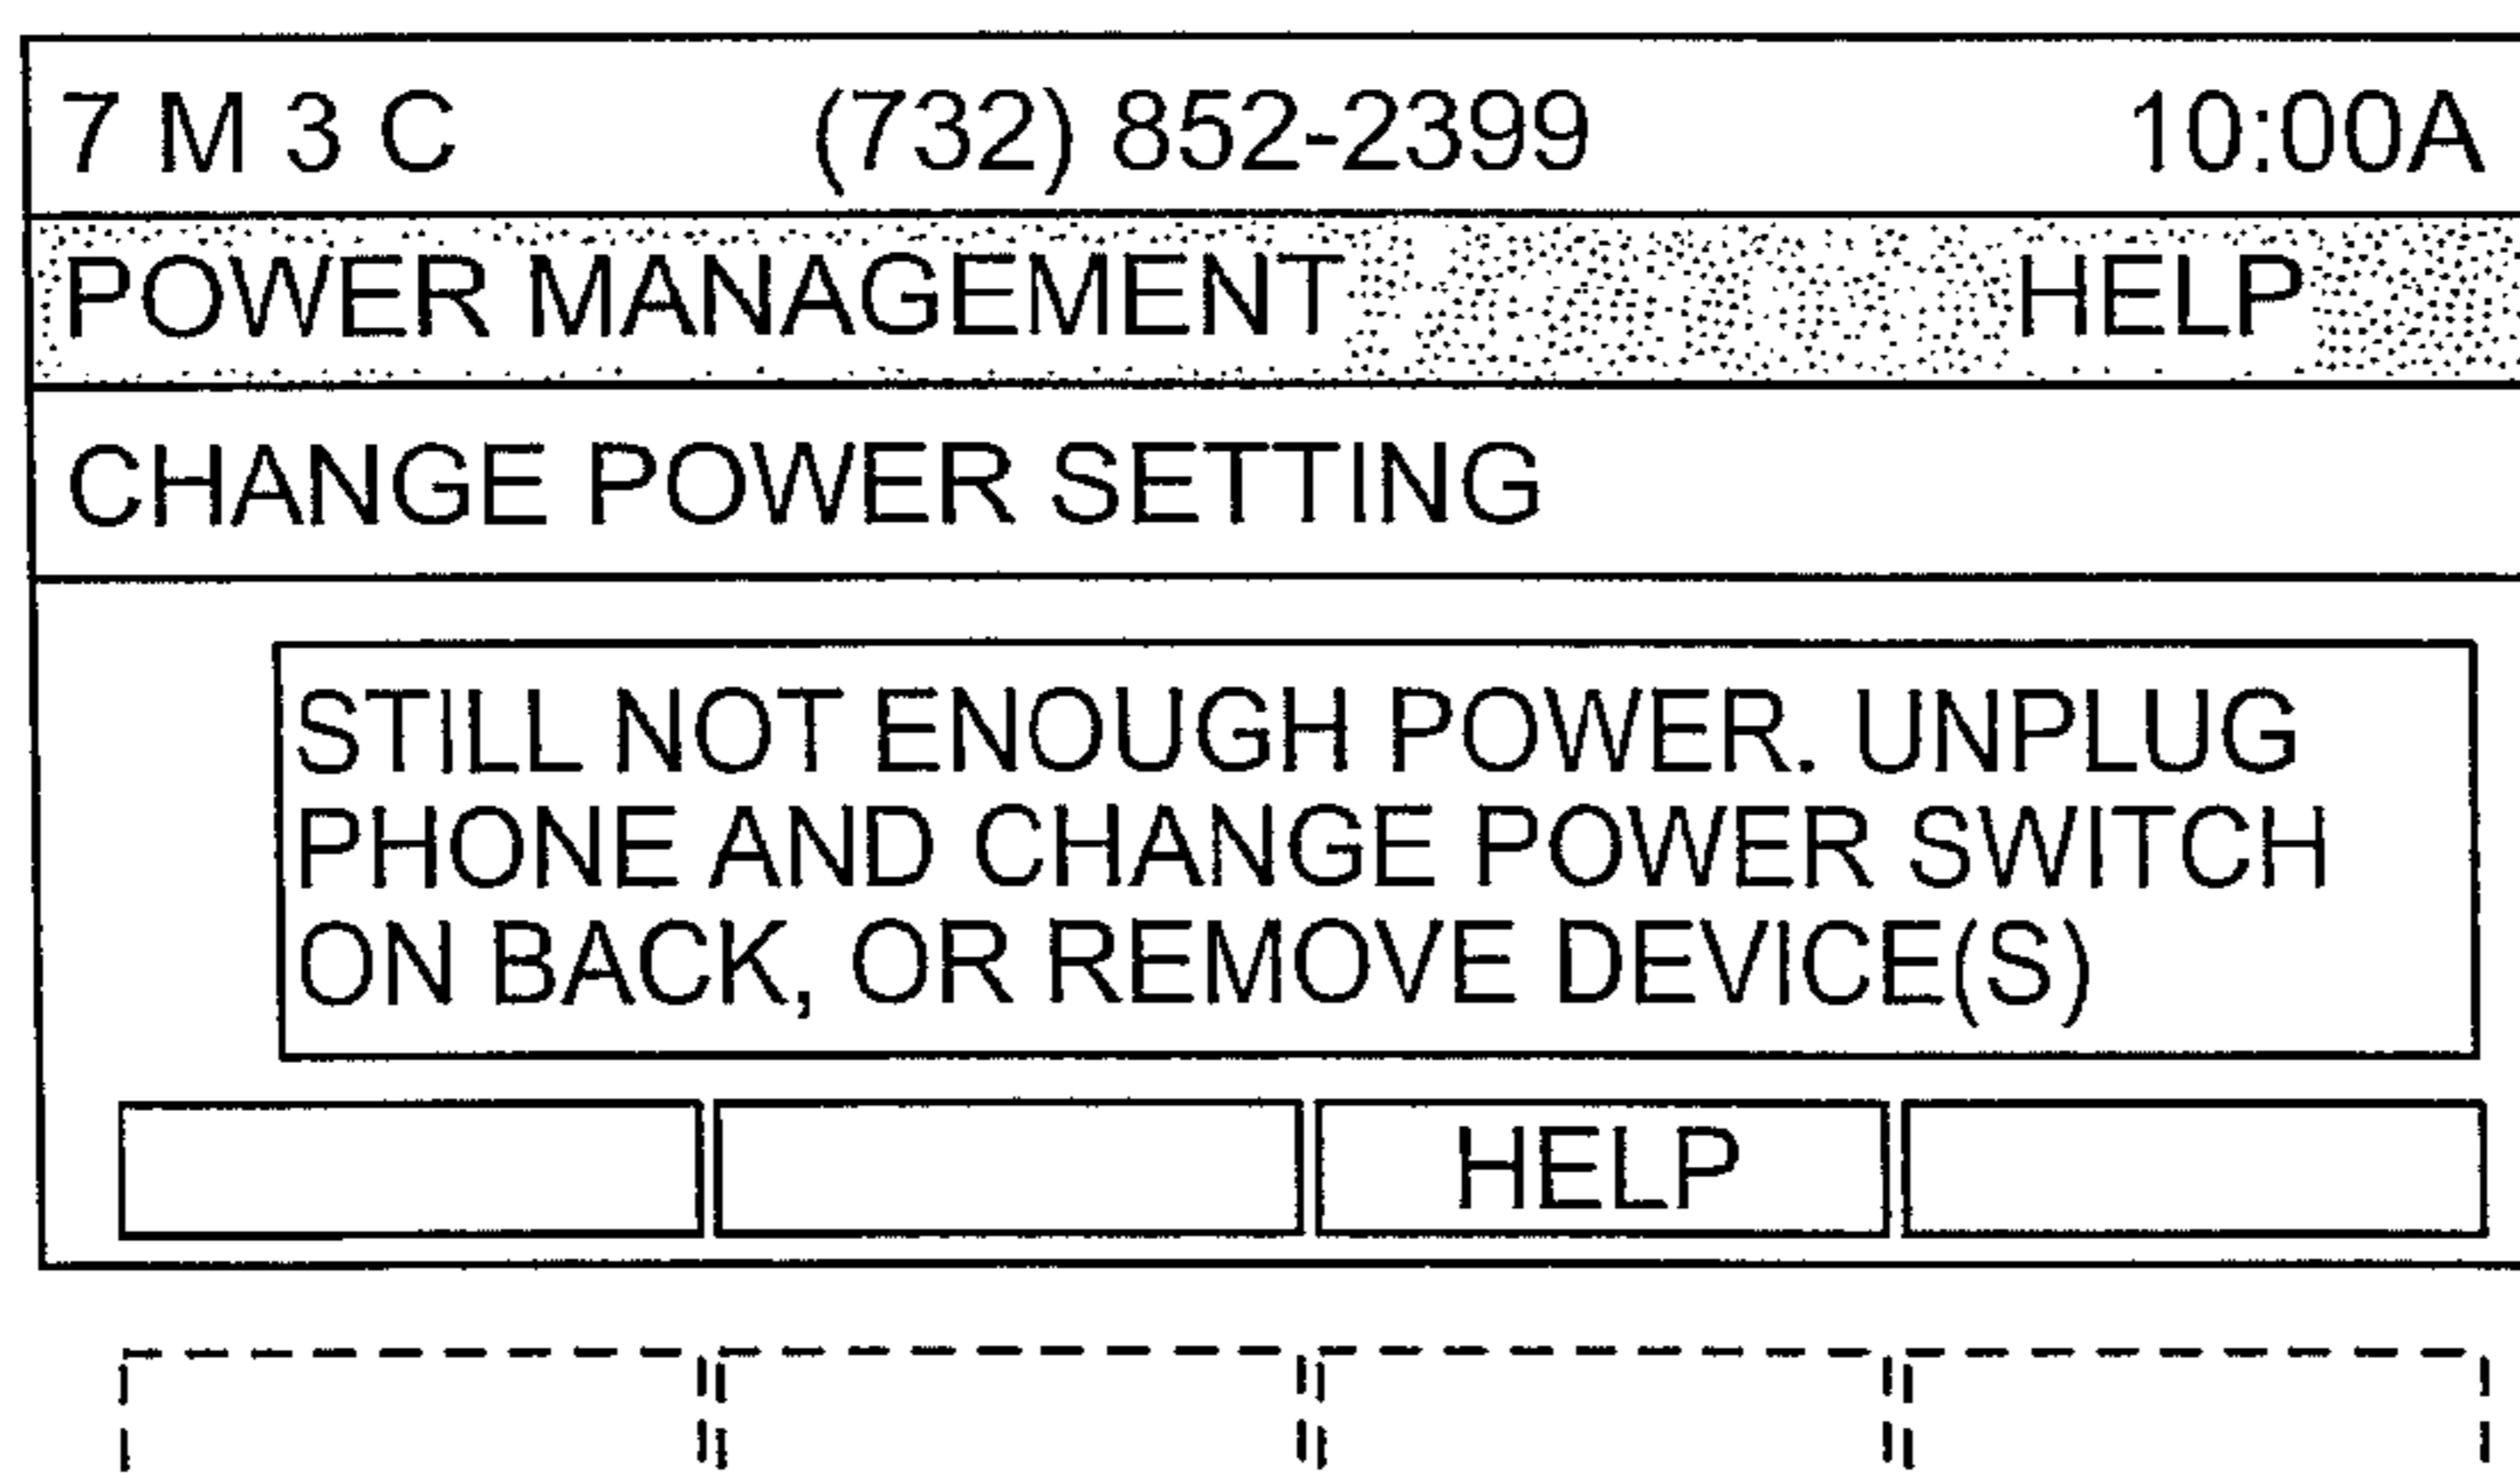 7 M 3 C (732) 852-2399 10:00A
POWER MANAGEMENT HELP
CHANGE POWER SETTING
STILL NOT ENOUGH POWER. UNPLUG
PHONE AND CHANGE POWER SWITCH
ON BACK, OR REMOVE DEVICE(S)
HELP